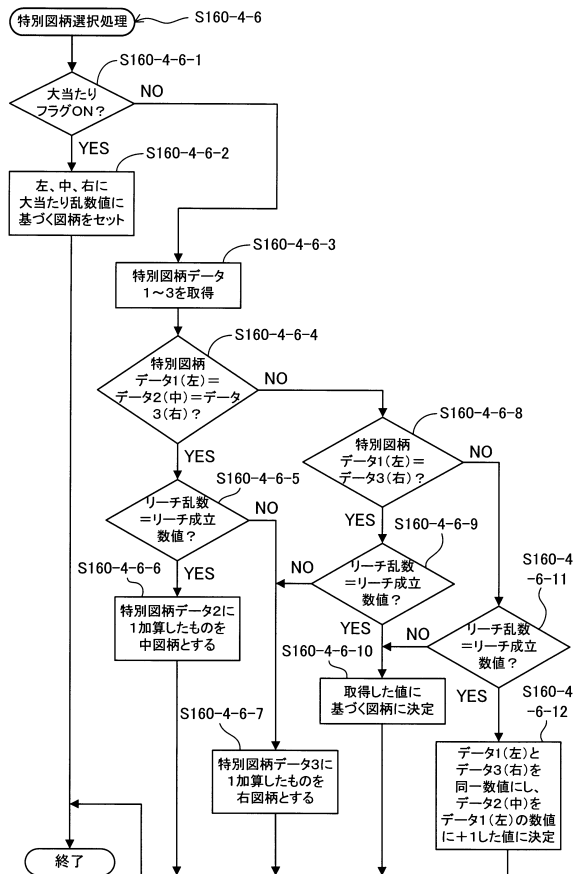 特別図柄選択処理
S160-4-6
S160-4-6-1
大当たり
フラグON?
NO
YES
S160-4-6-2
左、中、右に
大当たり乱数値に
基づく図柄をセット
S160-4-6-3
特別図柄データ
1~3を取得
S160-4-6-4
特別図柄
データ1(左)=
データ2(中)=データ
3(右)?
NO
YES
S160-4-6-8
特別図柄
データ1(左)=
データ3(右)?
NO
YES
S160-4-6-5
リーチ乱数
=リーチ成立
数値?
NO
YES
S160-4-6-9
リーチ乱数
=リーチ成立
数値?
NO
YES
S160-4
-6-11
リーチ乱数
=リーチ成立
数値?
NO
YES
S160-4-6-6
特別図柄データ2に
1加算したものを
中図柄とする
S160-4-6-10
取得した値に
基づく図柄に決定
S160-4-6-7
特別図柄データ3に
1加算したものを
右図柄とする
S160-4
-6-12
データ1(左)と
データ3(右)を
同一数値にし、
データ2(中)を
データ1(左)の数値
に+1した値に決定
終了